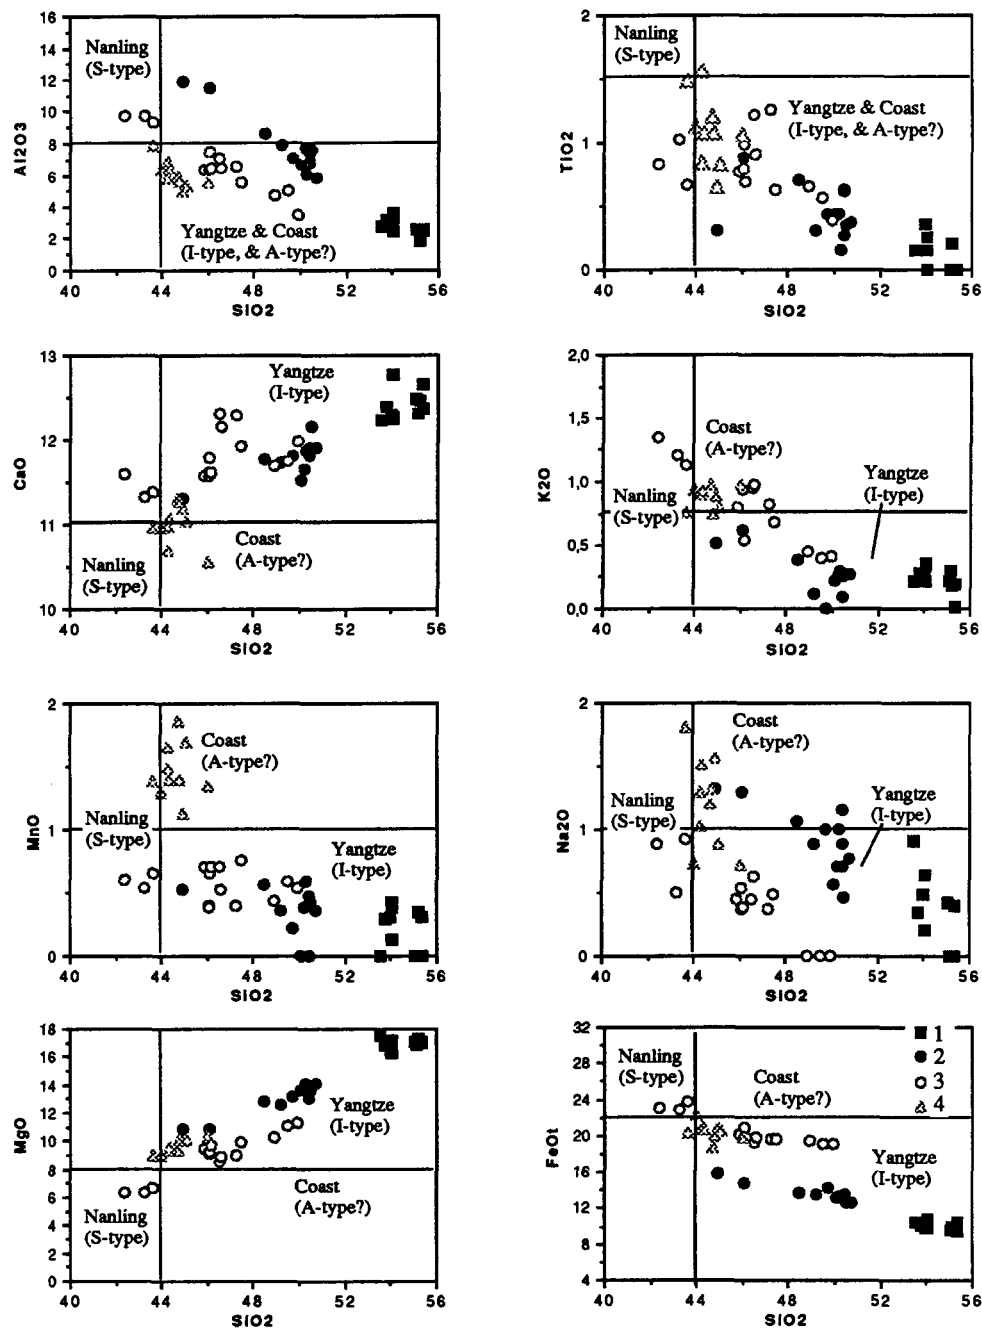 16
14
12
10
8
6
4
2
0
Al2O3
Nanling
(S-type)
Yangtze & Coast
(I-type, & A-type?)
40 44 48 52 56
SIO2
2
1
0
TIO2
Nanling
(S-type)
Yangtze & Coast
(I-type, & A-type?)
40 44 48 52 56
SIO2
13
12
11
10
CaO
Yangtze
(I-type)
Coast
(A-type?)
Nanling
(S-type)
40 44 48 52 56
SIO2
2,0
1,5
1,0
0,5
0,0
K2O
Coast
(A-type?)
Yangtze
(I-type)
Nanling
(S-type)
40 44 48 52 56
SIO2
2
1
0
MnO
Coast
(A-type?)
Nanling
(S-type)
Yangtze
(I-type)
40 44 48 52 56
SIO2
2
1
0
Na2O
Coast
(A-type?)
Nanling
(S-type)
Yangtze
(I-type)
40 44 48 52 56
SIO2
18
16
14
12
10
8
6
4
2
0
MgO
Yangtze
(I-type)
Coast
(A-type?)
Nanling
(S-type)
40 44 48 52 56
SIO2
32
28
24
20
16
12
8
4
FeOt
Nanling
(S-type)
Coast
(A-type?)
1
2
3
4
Yangtze
(I-type)
40 44 48 52 56
SIO2